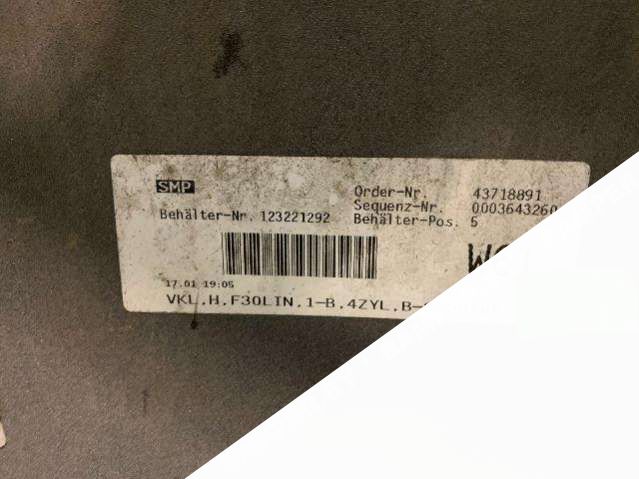 SMP
Order-Nr. 43718891
Sequenz-Nr. 000364326
Behälter-Nr. 123221292 Behälter-Pos. 5
17.01 19:05
VKL.H.F30LIN.1-B.4ZYL.B-